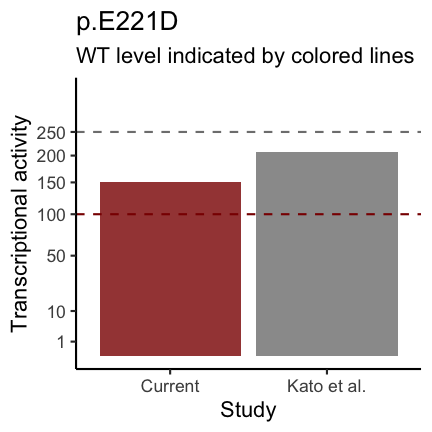 p.E221D
WT level indicated by colored lines
Transcriptional activity
250
200
150
100
50
10
1
Current
Kato et al.
Study